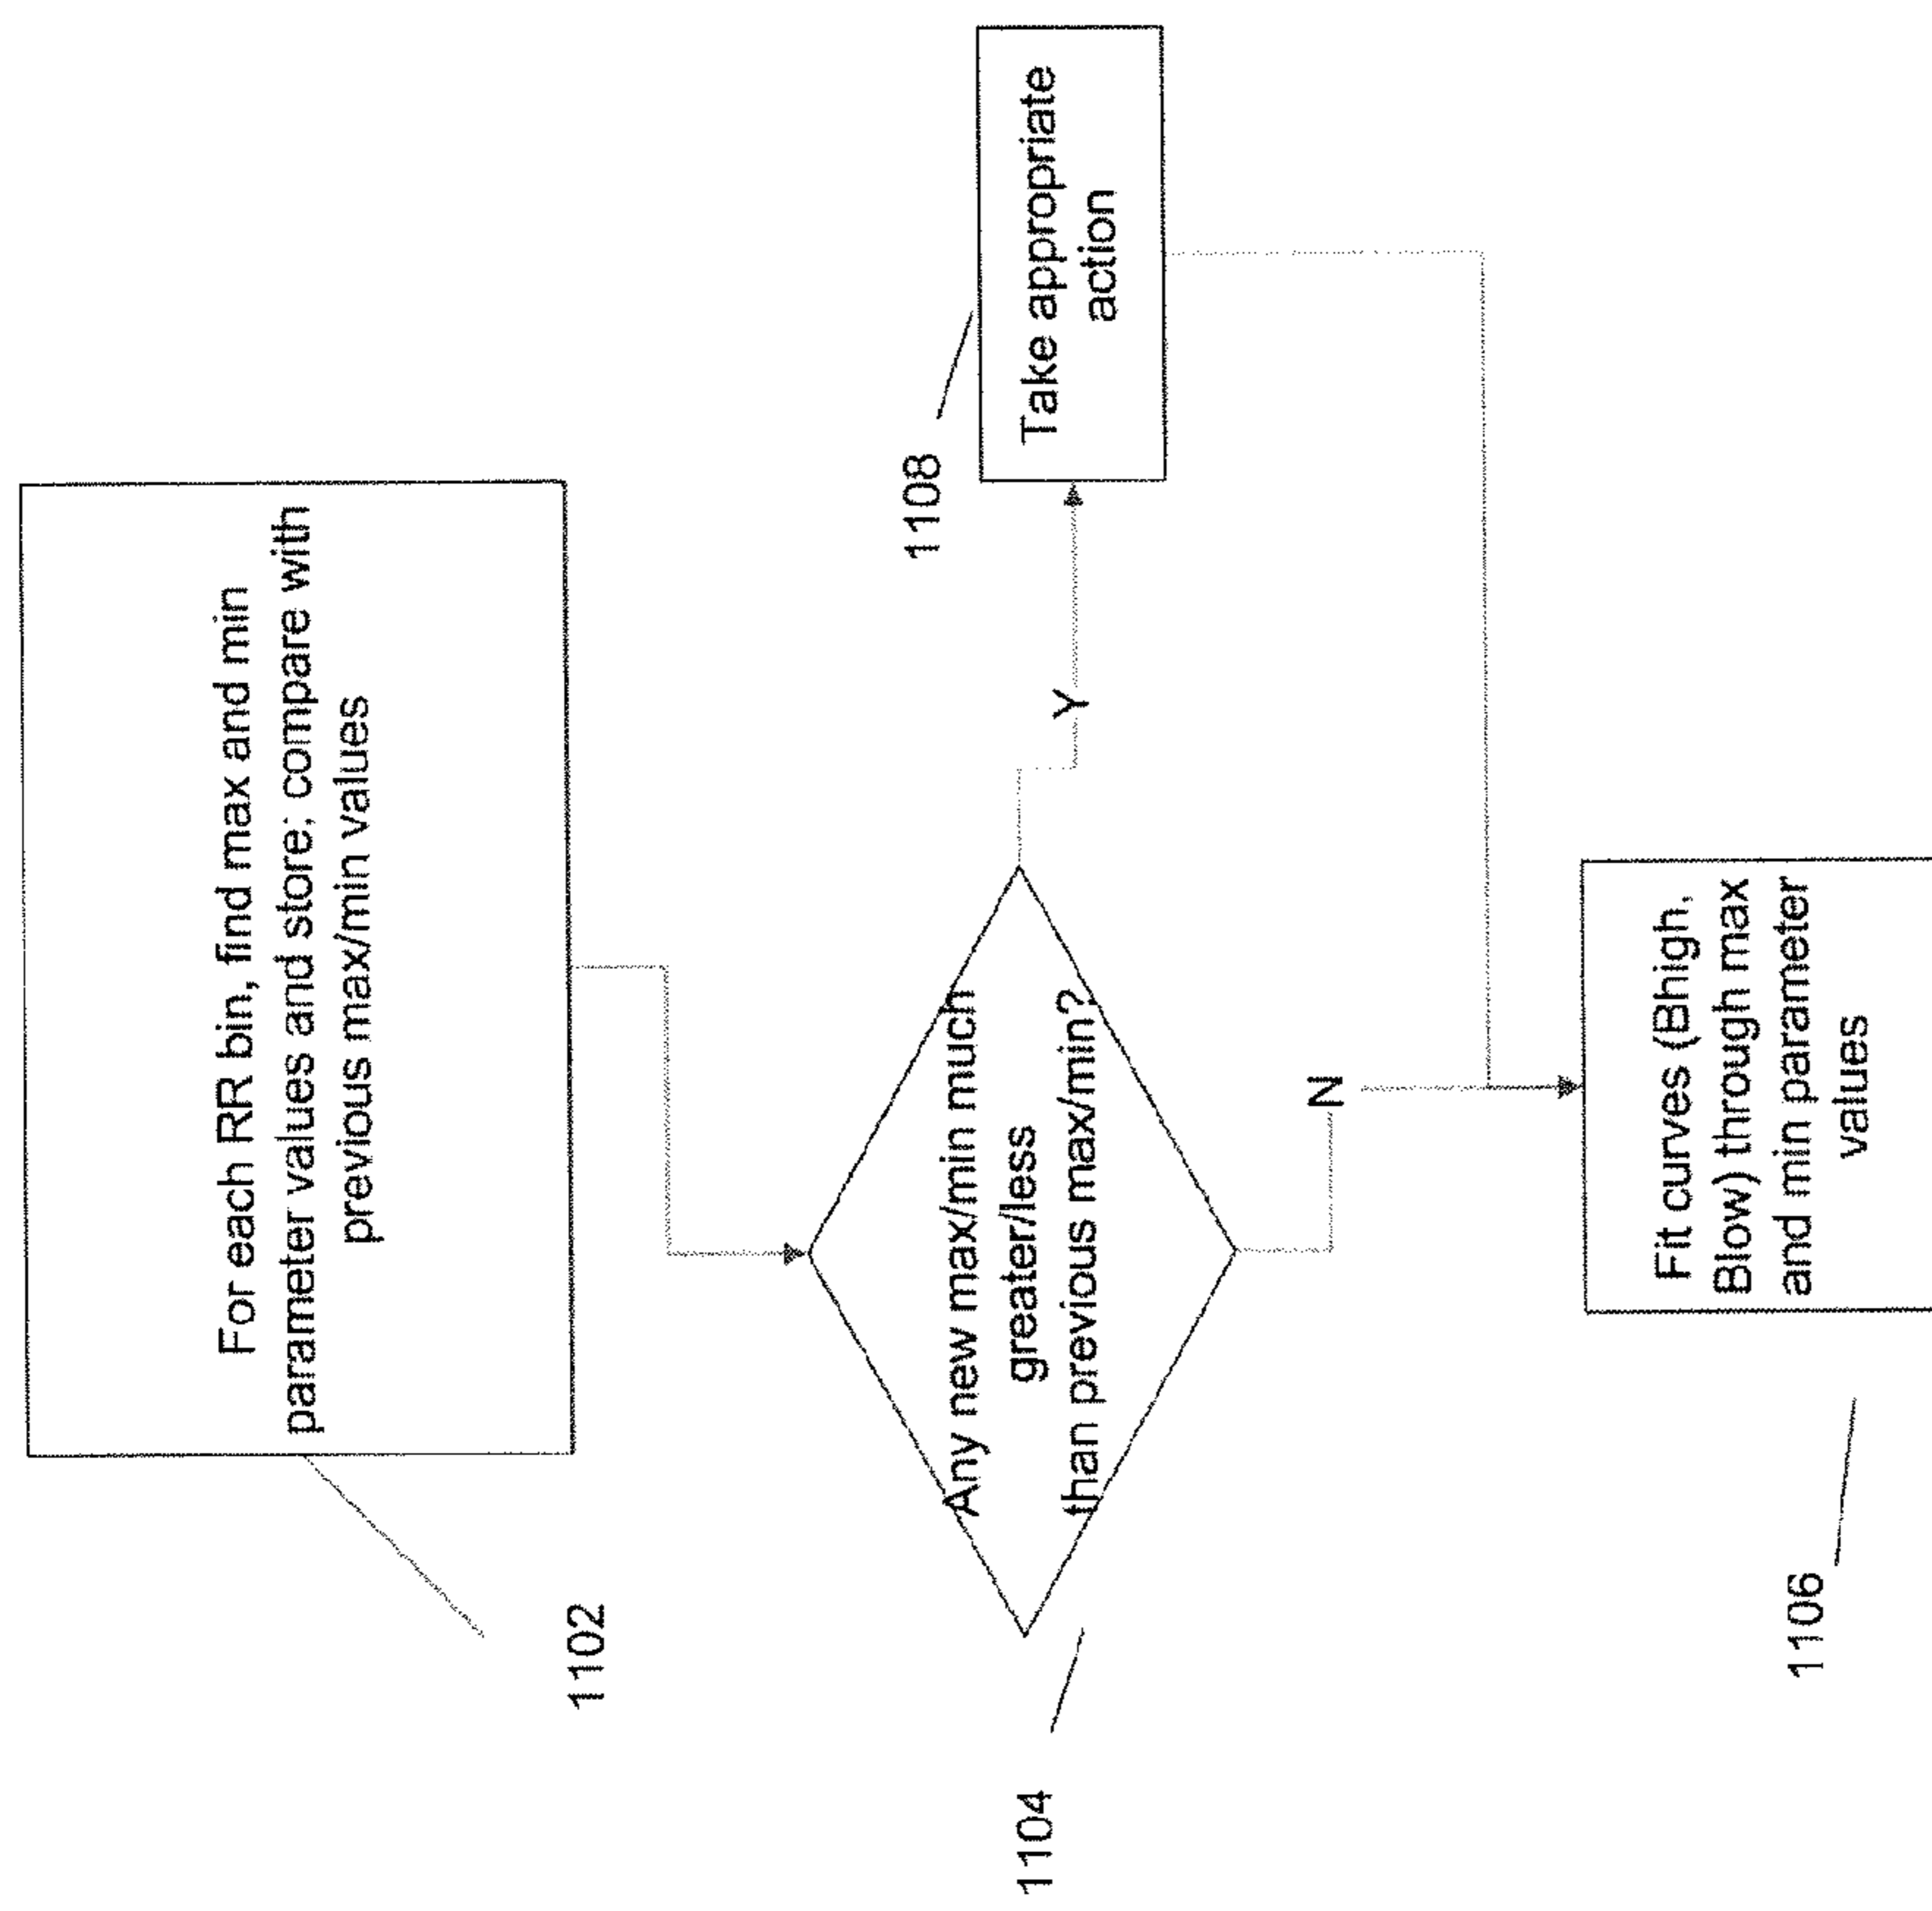 For each RR bin, find max and min
parameter values and store; compare with
previous max/min values
1102
Any new max/min much
greater/less
than previous max/min?
1104
Y
1108
Take appropriate
action
N
Fit curves (Bhigh,
Blow) through max
and min parameter
values
1106